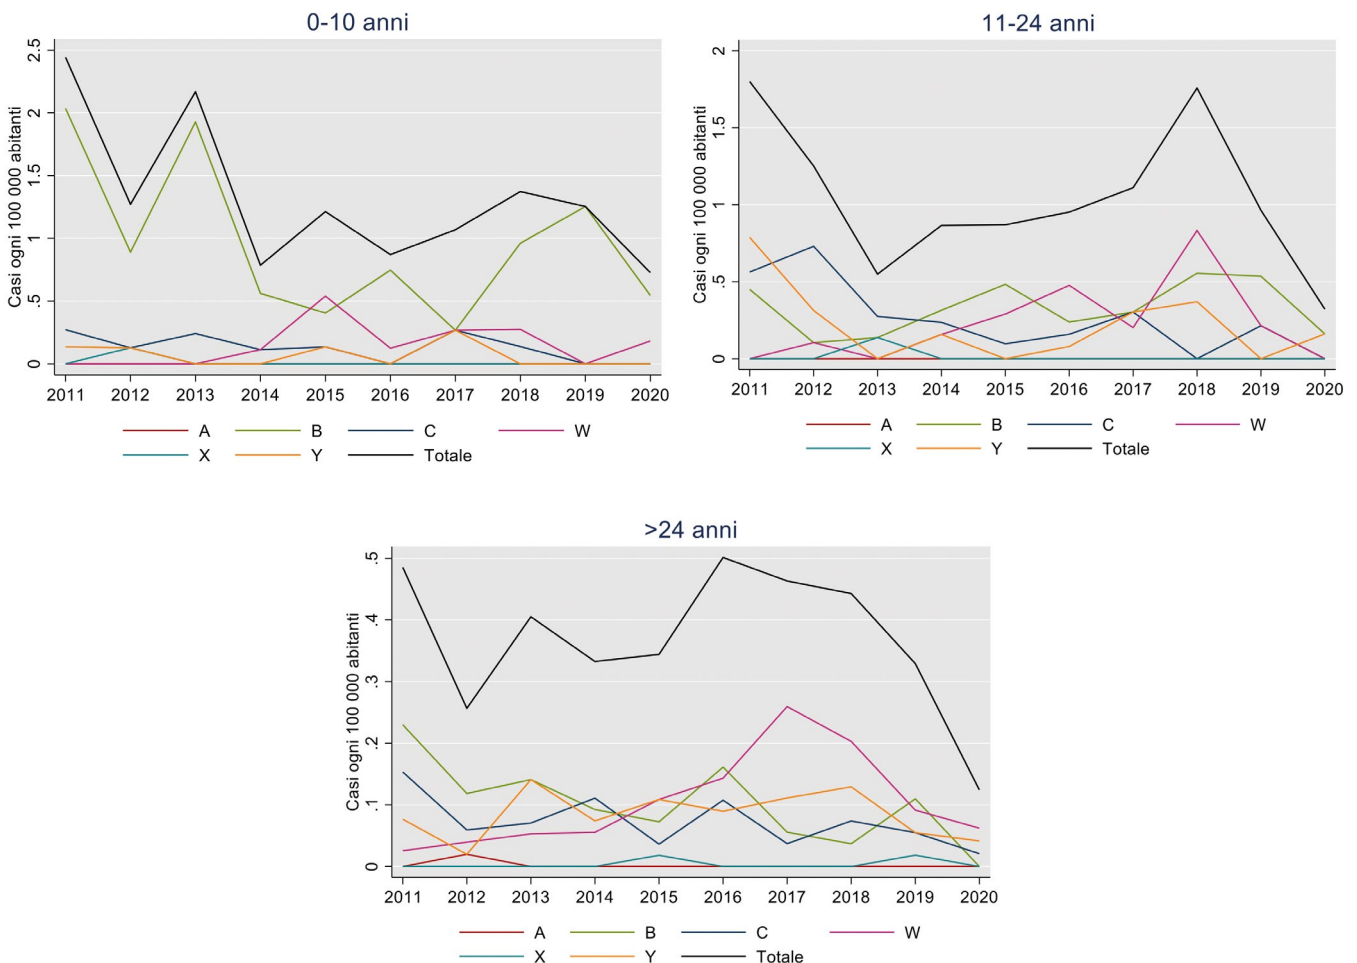 0-10 anni
Casi ogni 100 000 abitanti
2.5
2
1.5
1
.5
0
2011 2012 2013 2014 2015 2016 2017 2018 2019 2020
A B C W
X Y Totale
11-24 anni
Casi ogni 100 000 abitanti
2
1.5
1
.5
0
2011 2012 2013 2014 2015 2016 2017 2018 2019 2020
A B C W
X Y Totale
>24 anni
Casi ogni 100 000 abitanti
.5
.4
.3
.2
.1
0
2011 2012 2013 2014 2015 2016 2017 2018 2019 2020
A B C W
X Y Totale